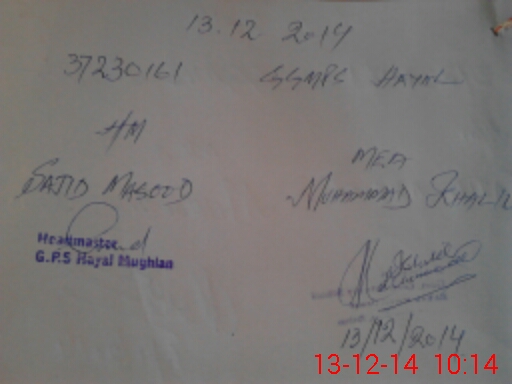 13.12 2014
37230161 GGMPS HAYAL
HM
SAJID MASOOD
MEA
MUHAMMAD KHALIL
Headmaster
G.P.S Hayal Mughlan
13/12/2014
13-12-14 10:14